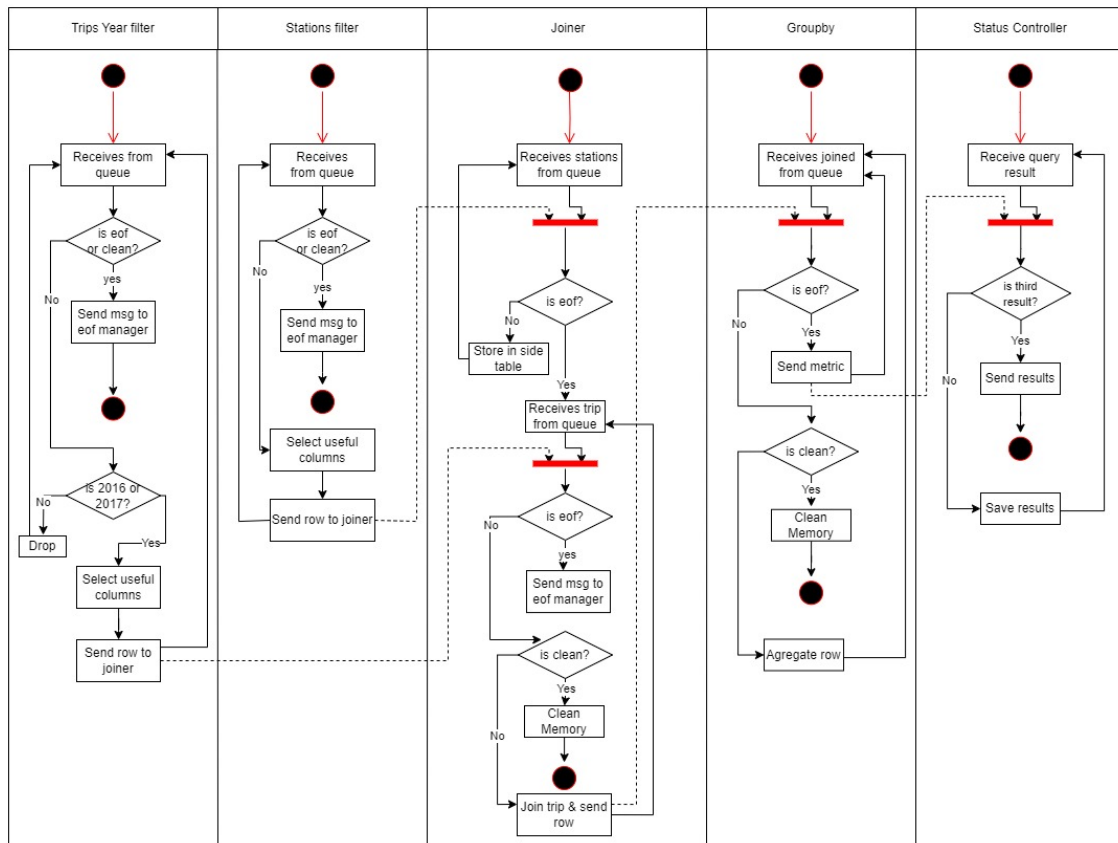 Trips Year filter
Stations filter
Joiner
Groupby
Status Controller
Receives from
queue
is eof
or clean?
yes
No
Send msg to
eof manager
is 2016 or
2017?
No
Yes
Drop
Select useful
columns
Send row to
joiner
Receives
from queue
is eof
or clean?
No
yes
Send msg to
eof manager
Select useful
columns
Send row to joiner
Receives stations
from queue
is eof?
No
Store in side
table
Yes
Receives trip
from queue
is eof?
No
yes
Send msg to
eof manager
is clean?
Yes
No
Clean
Memory
Join trip & send
row
Receives joined
from queue
is eof?
No
Yes
Send metric
is clean?
Yes
Clean
Memory
No
Agregate row
Receive query
result
is third
result?
Yes
No
Send results
Save results